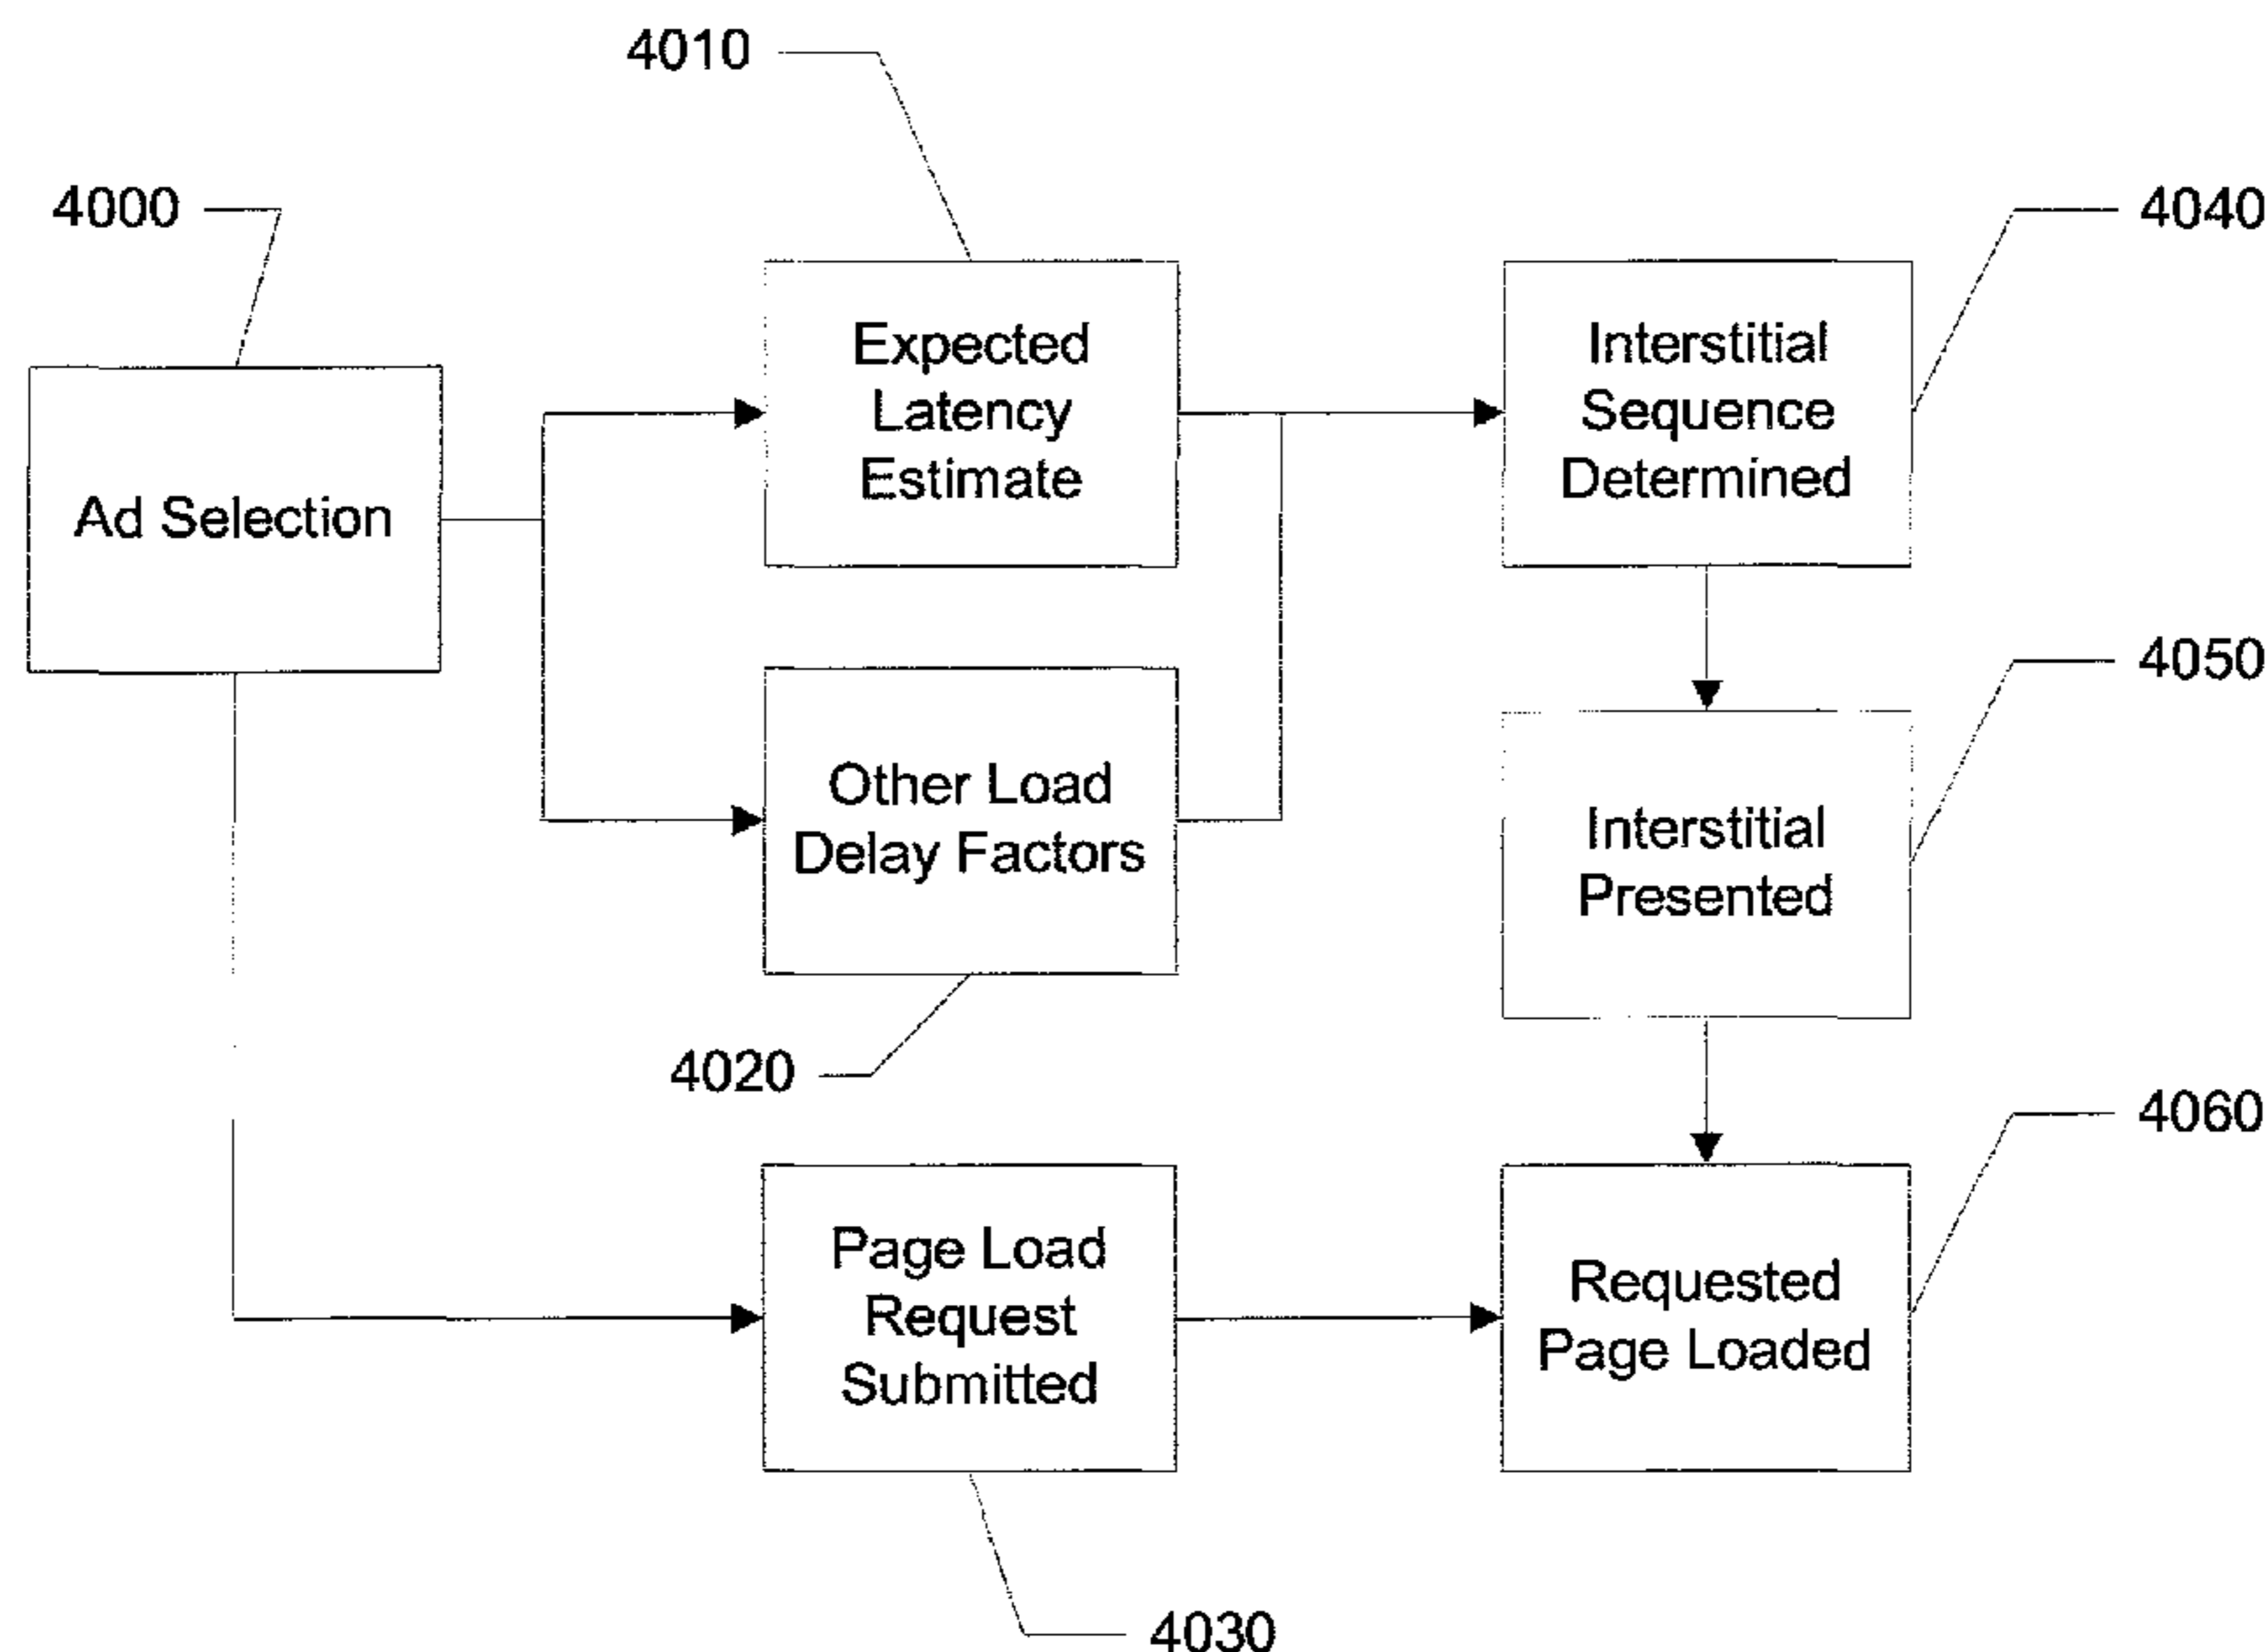 4010
4000
4040
Expected
Latency
Estimate
Interstitial
Sequence
Determined
Ad Selection
4050
Other Load
Delay Factors
Interstitial
Presented
4020
4060
Page Load
Request
Submitted
Requested
Page Loaded
4030